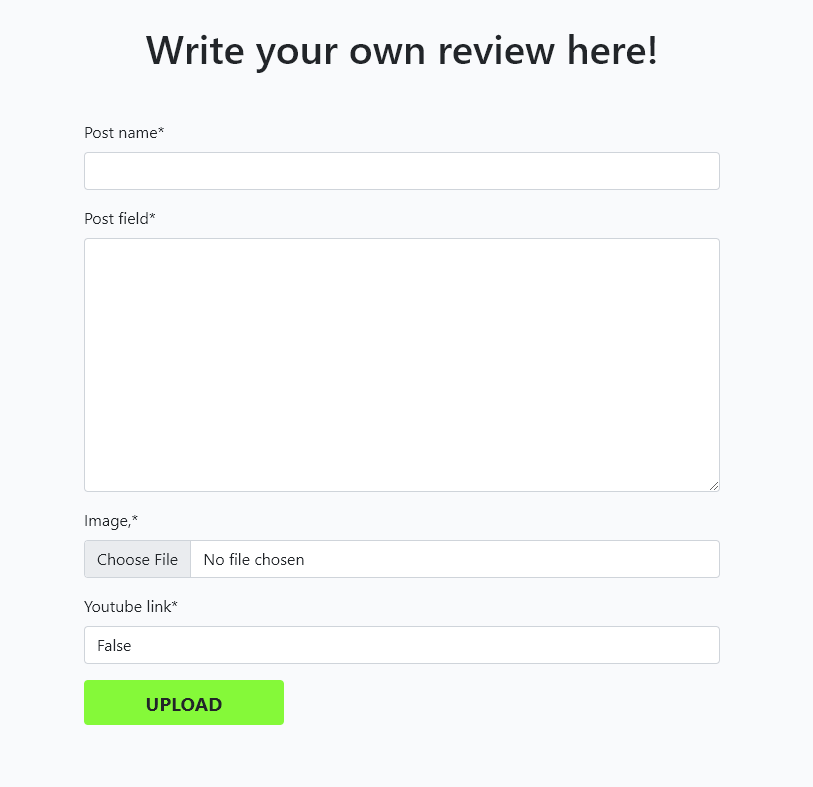 Write your own review here!
Post name*
Post field*
Image,*
Choose File No file chosen
Youtube link*
False
UPLOAD